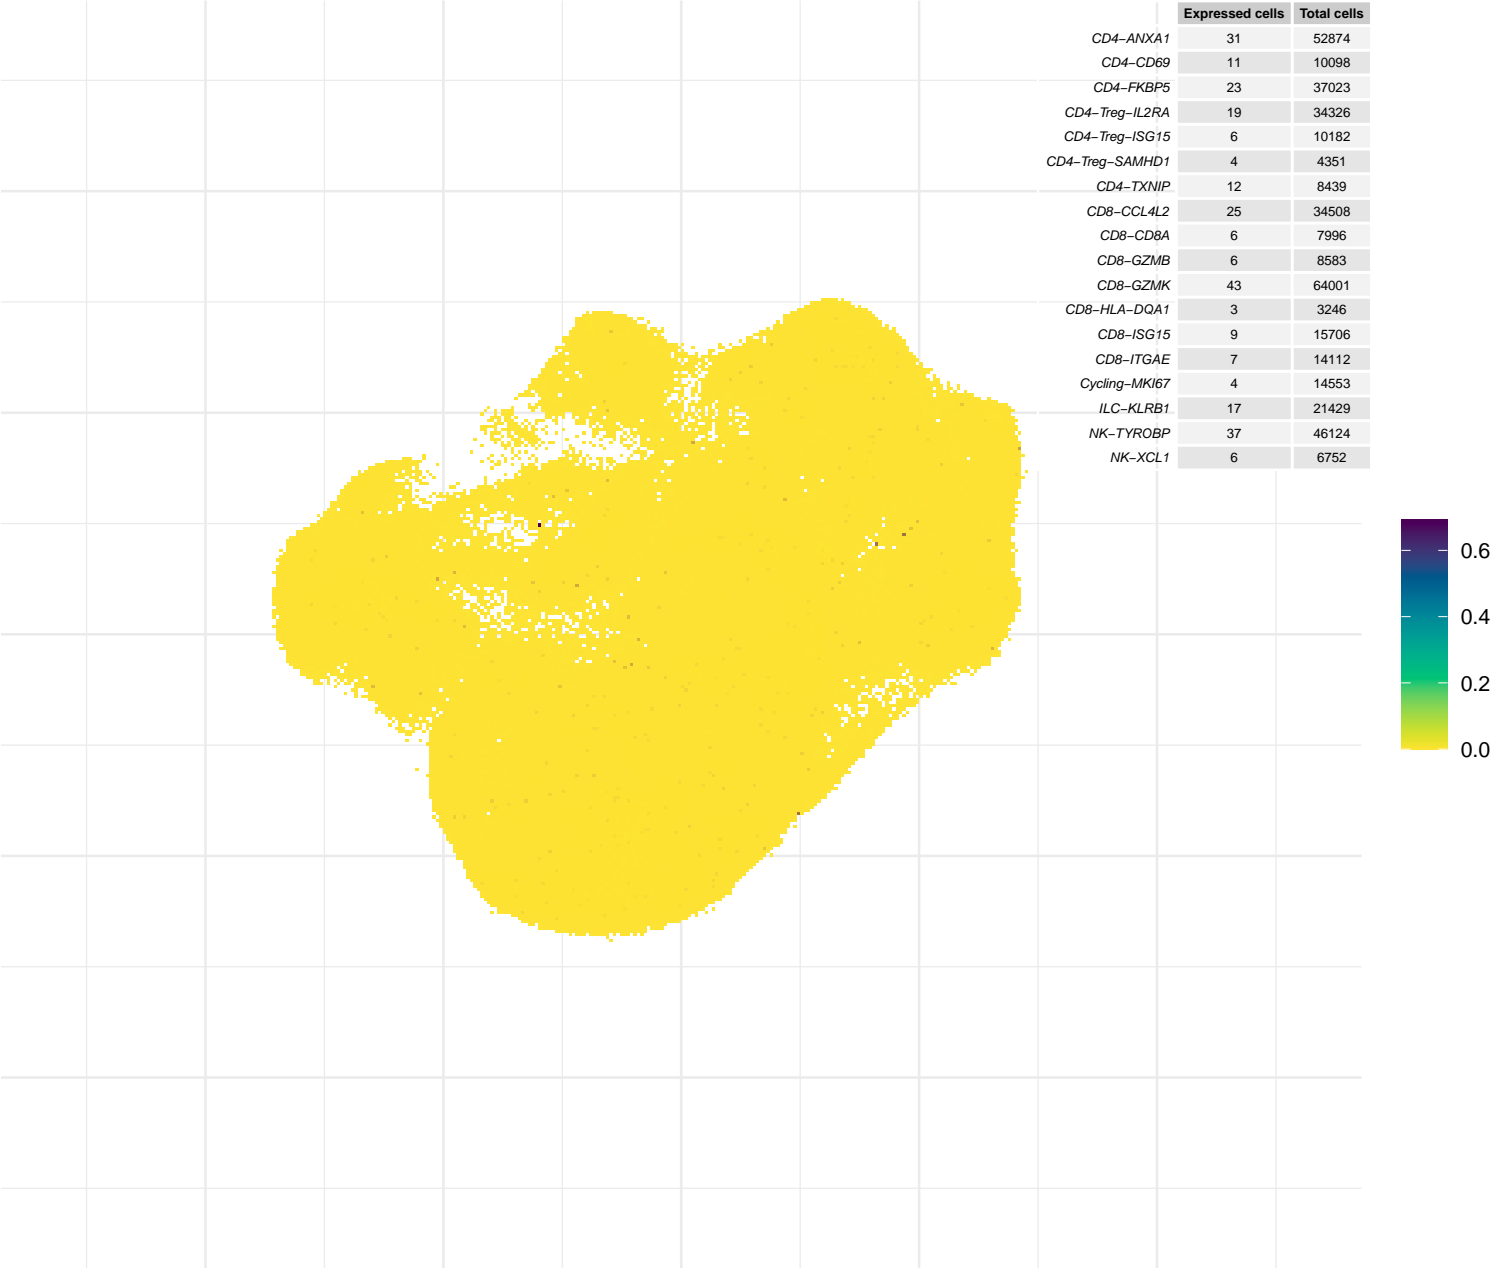 Expressed cells Total cells
CD4−ANXA1 31 52874
CD4−CD69 11 10098
CD4−FKBP5 23 37023
CD4−Treg−IL2RA 19 34326
CD4−Treg−ISG15 6 10182
CD4−Treg−SAMHD1 4 4351
CD4−TXNIP 12 8439
CD8−CCL4L2 25 34508
CD8−CD8A 6 7996
CD8−GZMB 6 8583
CD8−GZMK 43 64001
CD8−HLA−DQA1 3 3246
CD8−ISG15 9 15706
CD8−ITGAE 7 14112
Cycling−MKI67 4 14553
ILC−KLRB1 17 21429
NK−TYROBP 37 46124
NK−XCL1 6 6752
0.6
0.4
0.2
0.0